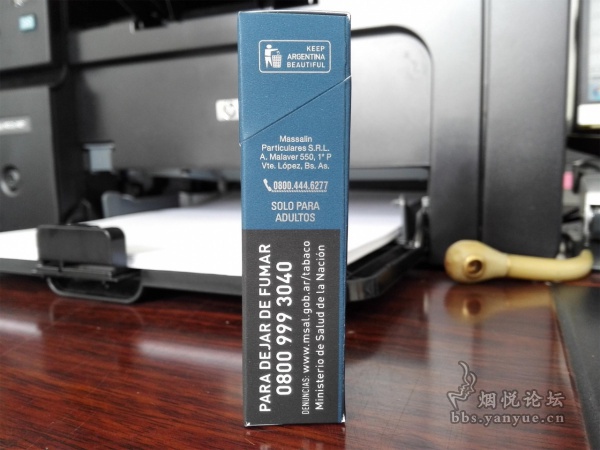 KEEP
ARGENTINA
BEAUTIFUL
Massalin
Particulares S.R.L.
A. Malaver 550, 1° P
Vte. López, Bs. As.
0800.444.6277
SOLO PARA
ADULTOS
PARA DEJAR DE FUMAR
0800 999 3040
DENUNCIAS: www.msal.gob.ar/tabaco
Ministerio de Salud de la Nación
hp
烟悦论坛
bbs.yanyue.cn